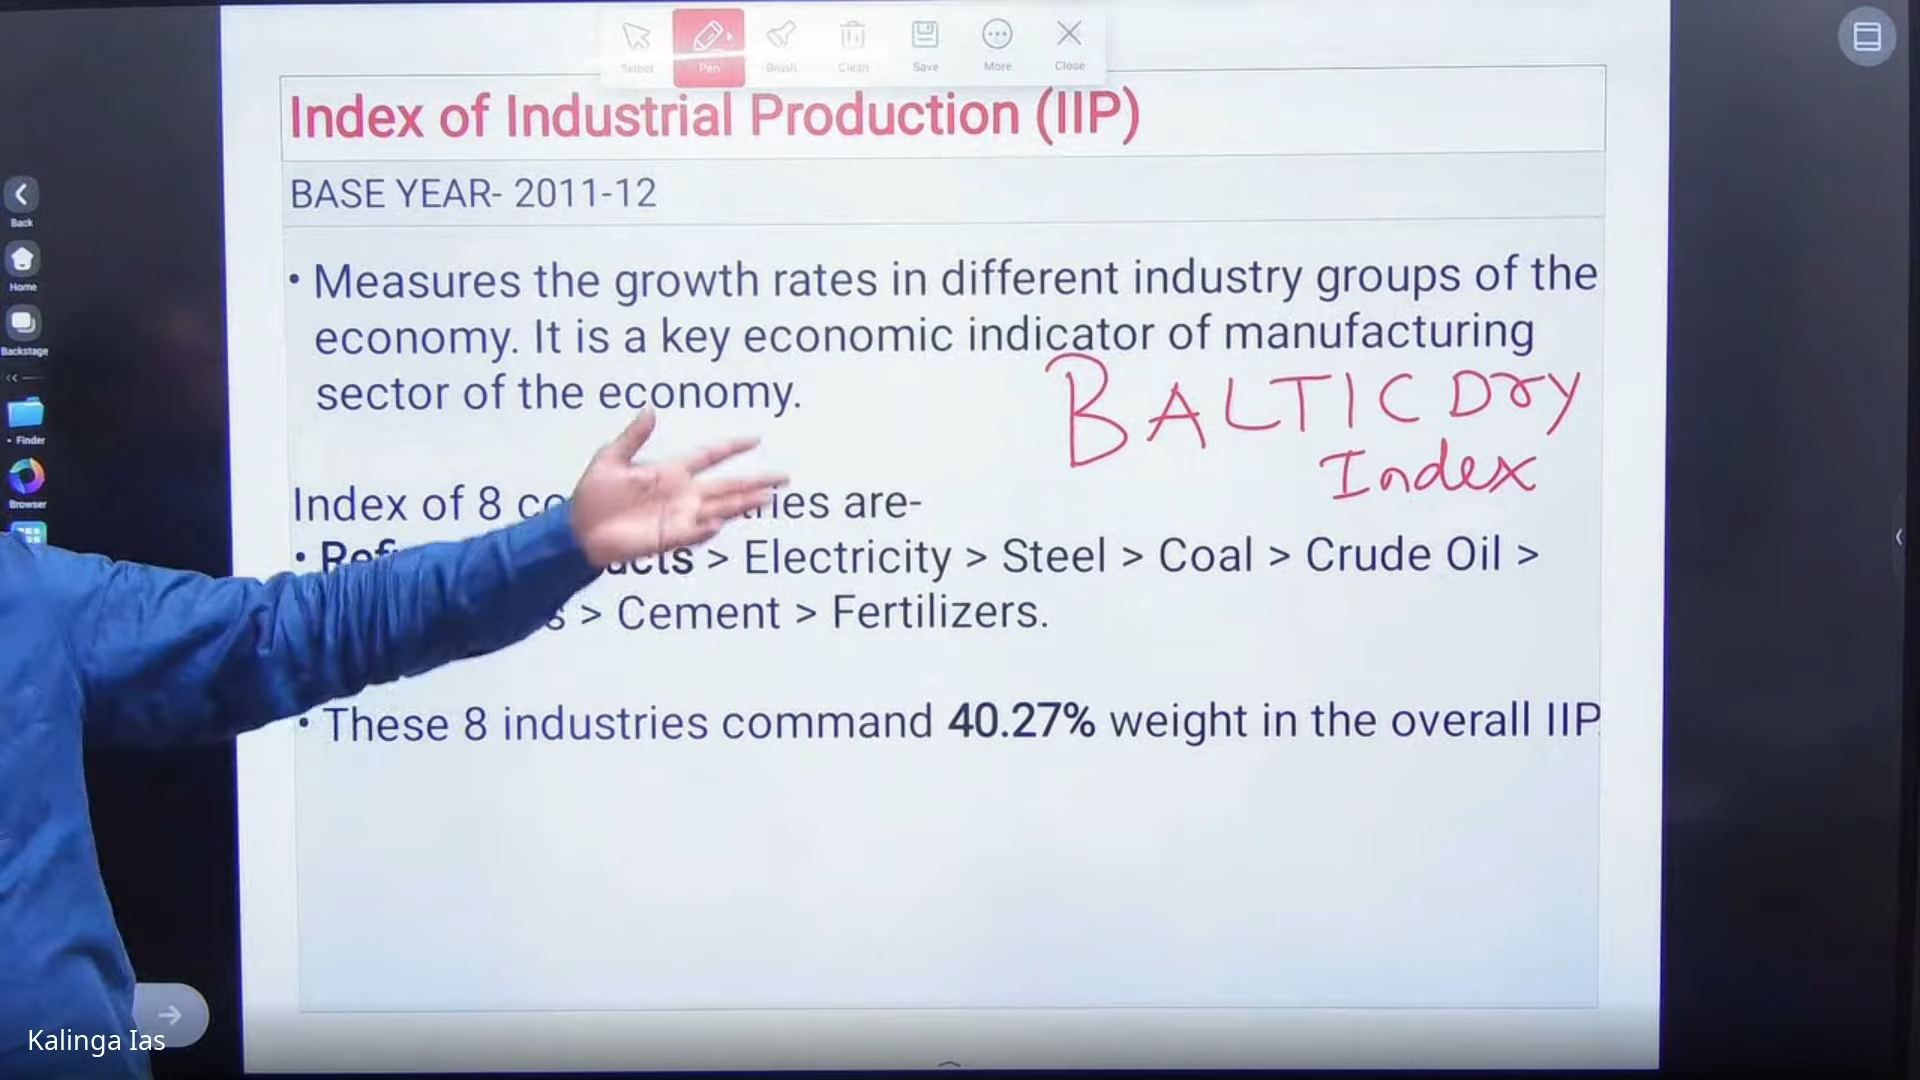 Select Pen Brush Clean Save More Close
Index of Industrial Production (IIP)
BASE YEAR- 2011-12
• Measures the growth rates in different industry groups of the
economy. It is a key economic indicator of manufacturing
sector of the economy.
BALTIC Dry
Index
Index of 8 are-
• > Electricity > Steel > Coal > Crude Oil >
> Cement > Fertilizers.
• These 8 industries command 40.27% weight in the overall IIP
Back
Home
Backstage
Finder
Browser
Kalinga Ias